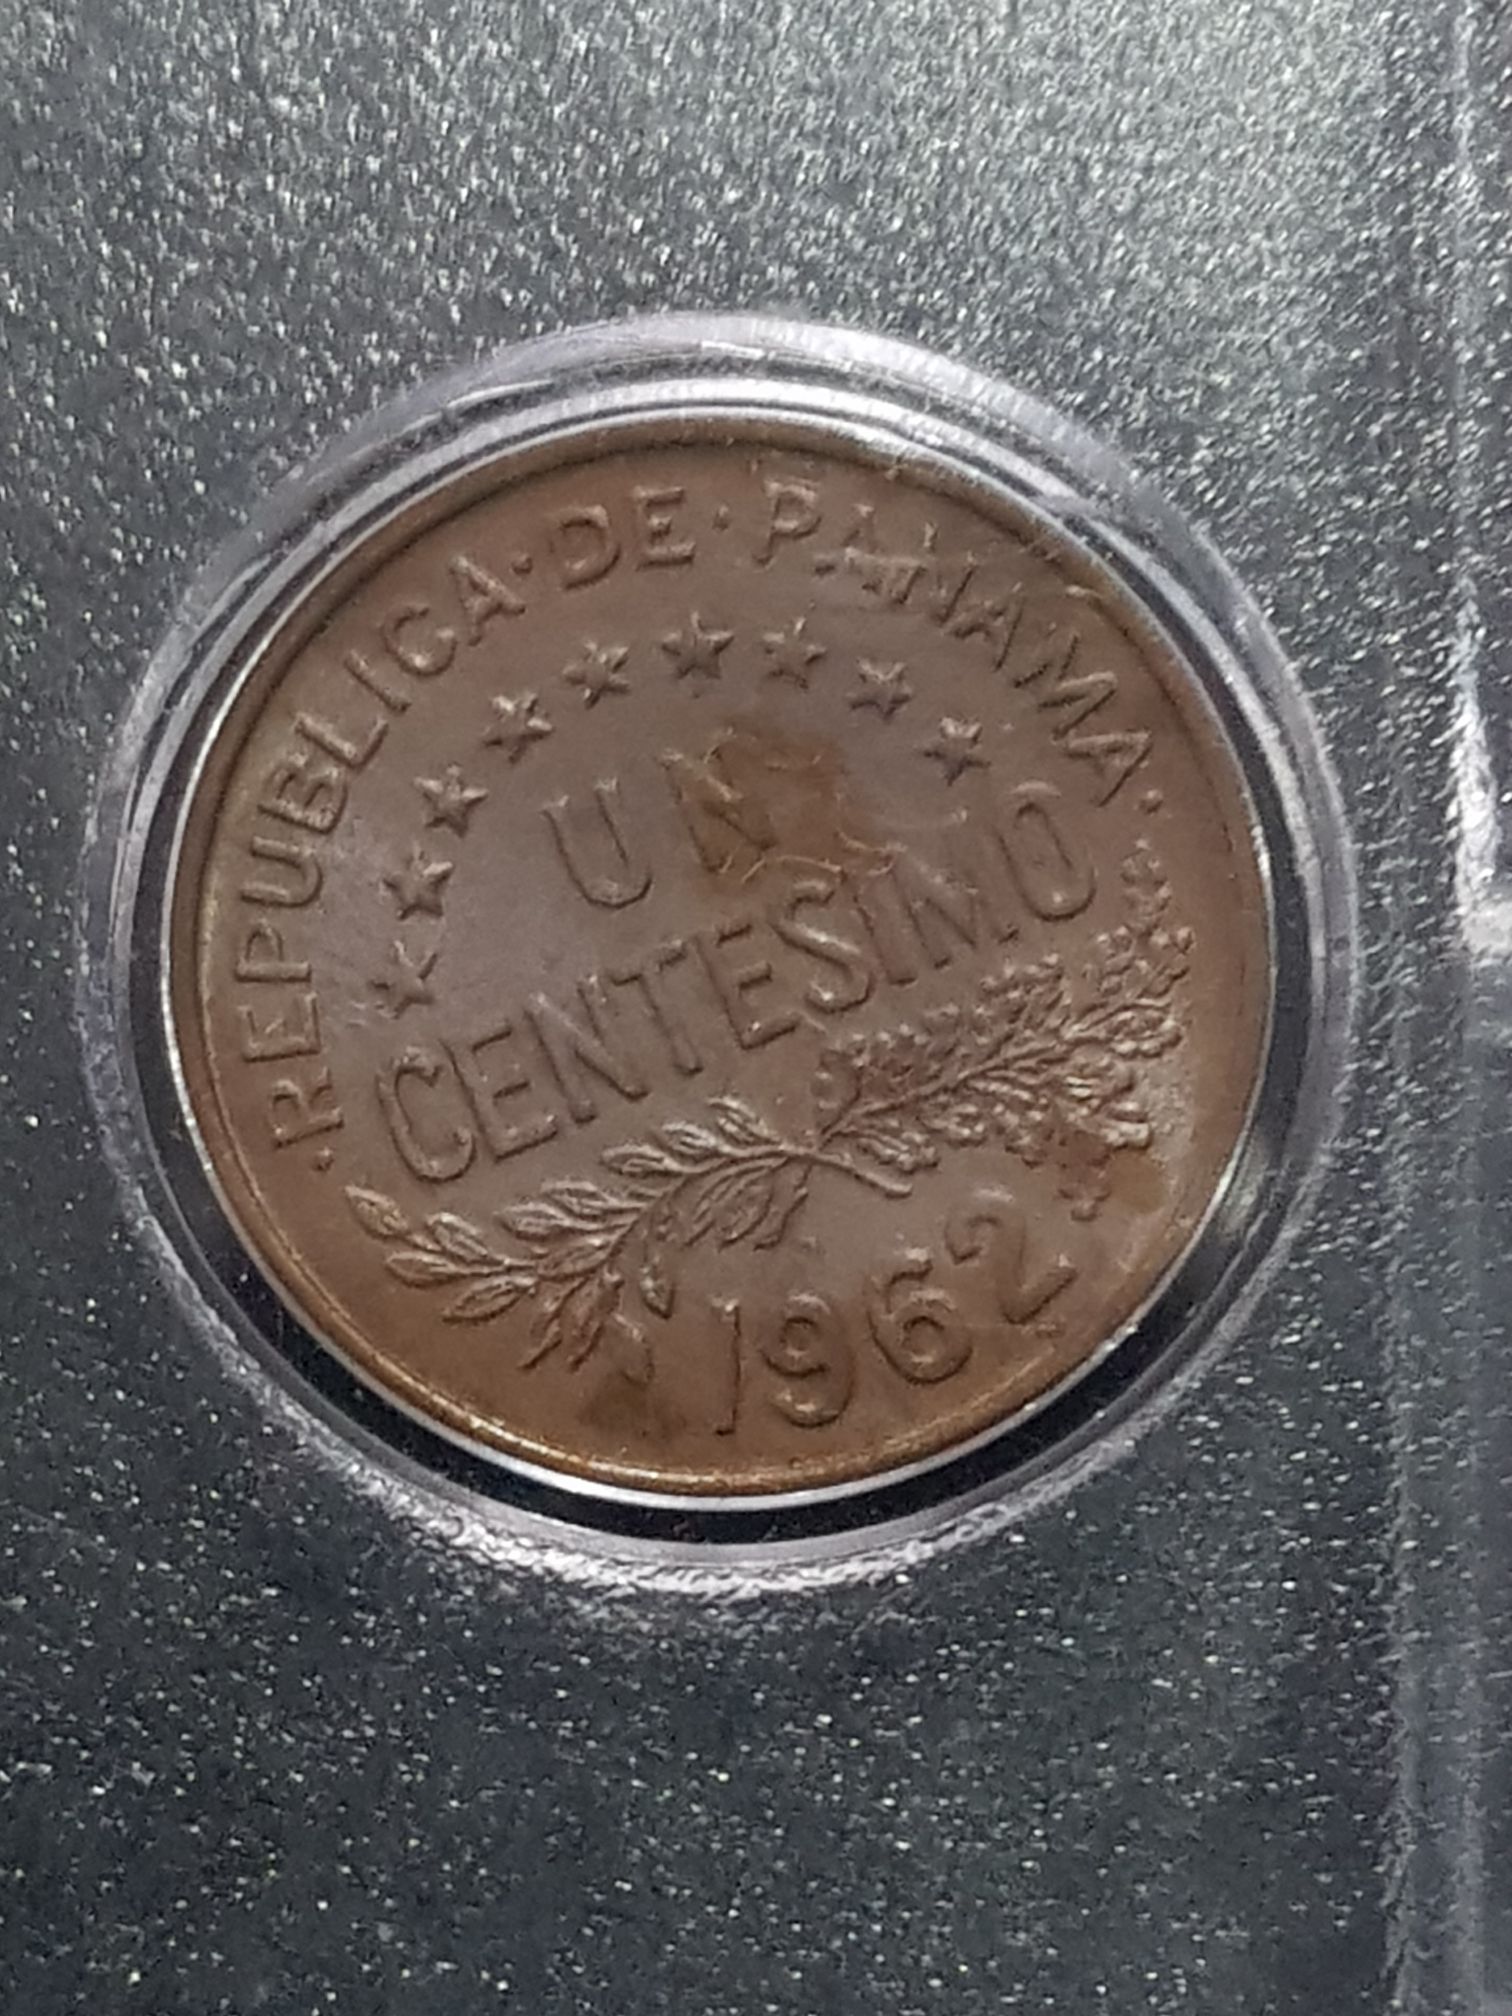 ·REPUBLICA·DE·PANAMA·
UN
CENTESIMO
1962